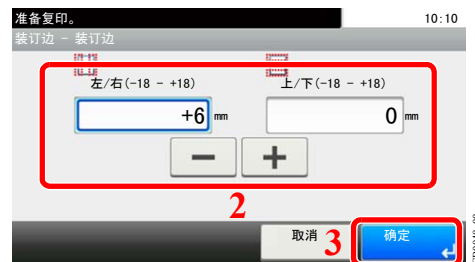 准备复印。 10:10
装订边 - 装订边
左/右(-18 - +18) 上/下(-18 - +18)
+6 mm 0 mm
− +
2
取消 3 确定